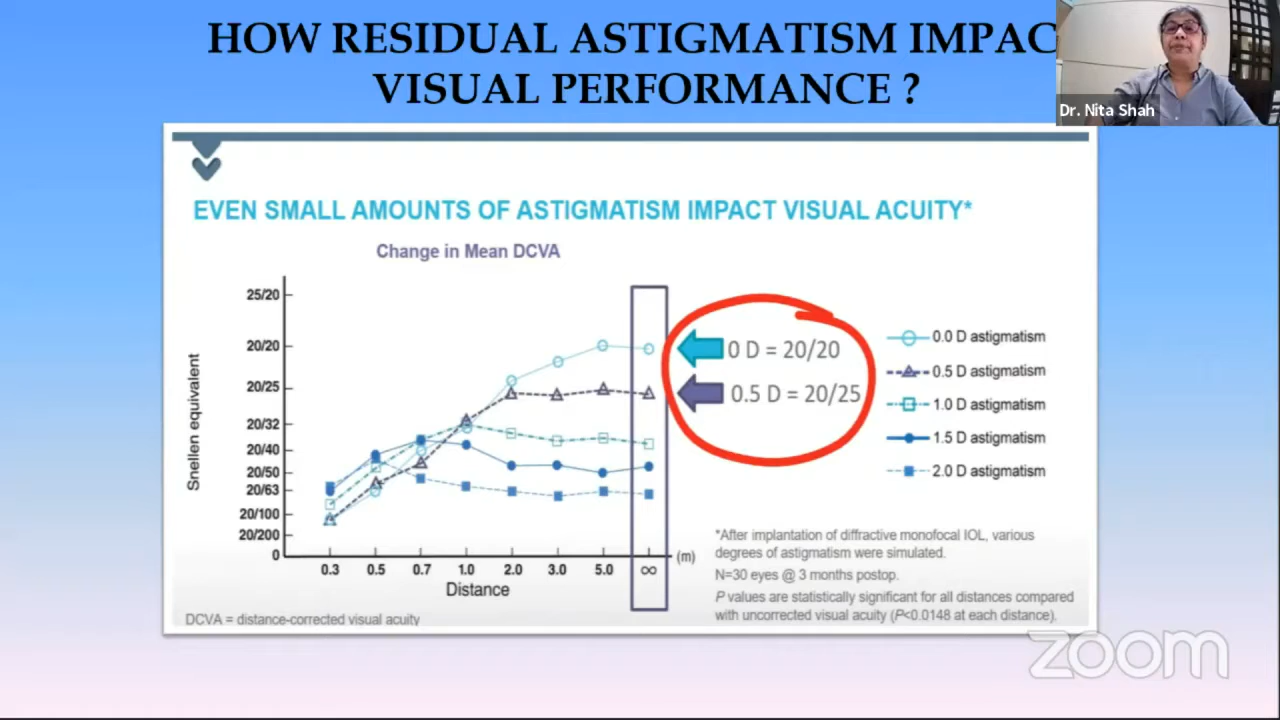 HOW RESIDUAL ASTIGMATISM IMPAC
VISUAL PERFORMANCE ?
Dr. Nita Shah
EVEN SMALL AMOUNTS OF ASTIGMATISM IMPACT VISUAL ACUITY*
Change in Mean DCVA
Snellen equivalent
25/20
20/20
20/25
20/32
20/40
20/50
20/63
20/100
20/200
0
0.3 0.5 0.7 1.0 2.0 3.0 5.0 ∞ (m)
Distance
0 D = 20/20
0.5 D = 20/25
0.0 D astigmatism
0.5 D astigmatism
1.0 D astigmatism
1.5 D astigmatism
2.0 D astigmatism
*After implantation of diffractive monofocal IOL, various
degrees of astigmatism were simulated.
N=30 eyes @ 3 months postop.
P values are statistically significant for all distances compared
with uncorrected visual acuity (P<0.0148 at each distance).
DCVA = distance-corrected visual acuity
zoom